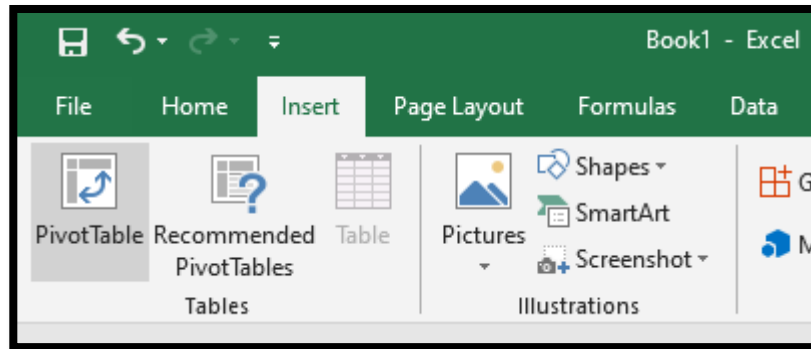 Book1 - Excel
File Home Insert Page Layout Formulas Data
PivotTable Recommended PivotTables Table
Pictures
Shapes
SmartArt
Screenshot
G
M
Tables Illustrations